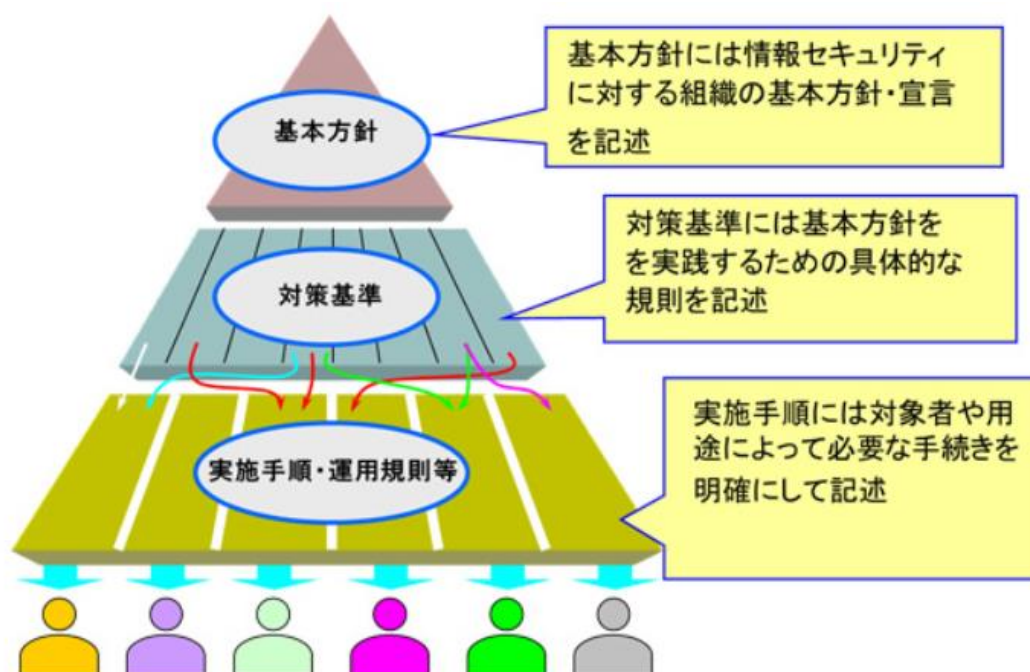 基本方針
基本方針には情報セキュリティ
に対する組織の基本方針・宣言
を記述
対策基準
対策基準には基本方針を
を実践するための具体的な
規則を記述
実施手順・運用規則等
実施手順には対象者や用
途によって必要な手続きを
明確にして記述